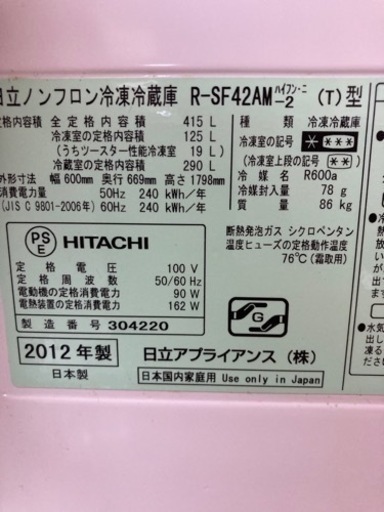 日立ノンフロン冷凍冷蔵庫 R-SF42AM-2 ハイフン・ニ (T)型
定格内容積 全定格内容積 415 L
冷凍室の定格内容積 125 L
(うちツースター性能冷凍室 19 L)
冷蔵室の定格内容積 290 L
外形寸法 幅 600mm 奥行 669mm 高さ 1798mm
消費電力量 50Hz 240 kWh/年
(JIS C 9801-2006年) 60Hz 240 kWh/年
種類 冷凍冷蔵庫
冷凍室の記号 * ***
(冷凍室上段の記号 **)
冷媒名 R600a
冷媒封入量 78 g
質量 86 kg
断熱発泡ガス シクロペンタン
温度ヒューズの定格動作温度
76℃(霜取用)
PS
E
HITACHI
定格電圧 100 V
定格周波数 50/60 Hz
電動機の定格消費電力 90 W
電熱装置の定格消費電力 162 W
製造番号 304220
G
2012年製
日立アプライアンス(株)
日本製
日本国内家庭用 Use only in Japan